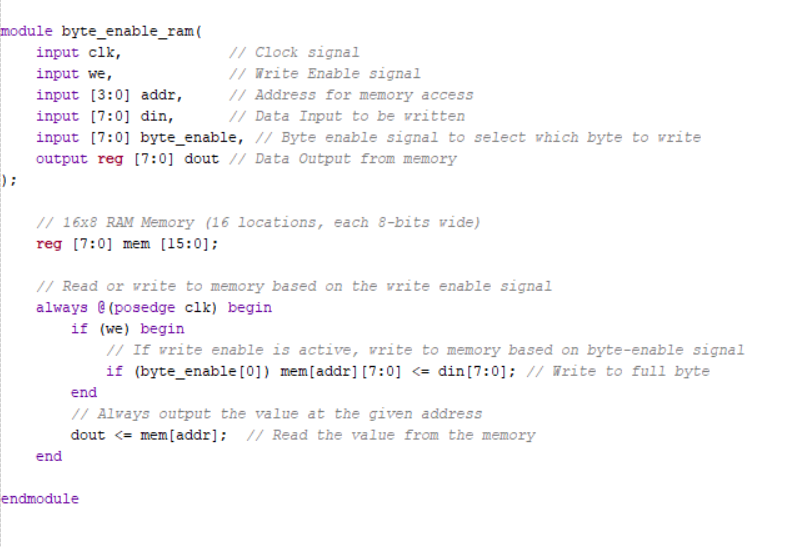 module byte_enable_ram(
    input clk,            // Clock signal
    input we,             // Write Enable signal
    input [3:0] addr,     // Address for memory access
    input [7:0] din,      // Data Input to be written
    input [7:0] byte_enable, // Byte enable signal to select which byte to write
    output reg [7:0] dout // Data Output from memory
);
    // 16x8 RAM Memory (16 locations, each 8-bits wide)
    reg [7:0] mem [15:0];
    // Read or write to memory based on the write enable signal
    always @(posedge clk) begin
        if (we) begin
            // If write enable is active, write to memory based on byte-enable signal
            if (byte_enable[0]) mem[addr][7:0] <= din[7:0]; // Write to full byte
        end
        // Always output the value at the given address
        dout <= mem[addr];  // Read the value from the memory
    end
endmodule